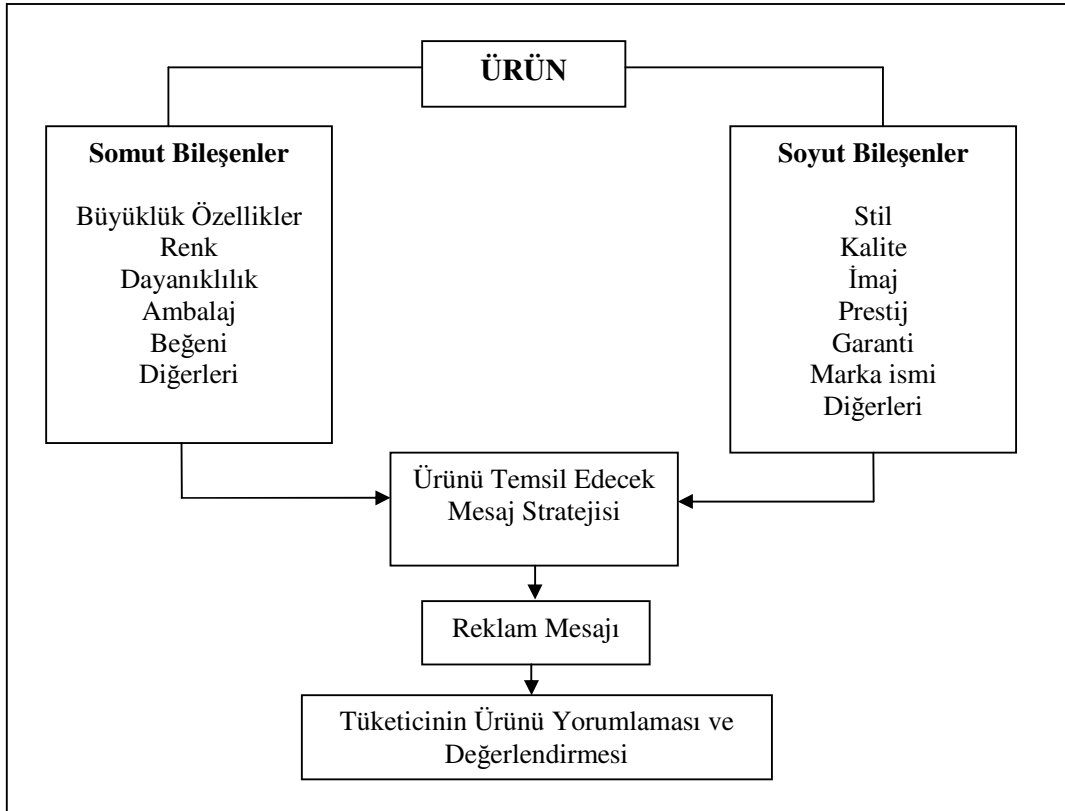 ÜRÜN
Somut Bileşenler
Büyüklük Özellikler
Renk
Dayanıklılık
Ambalaj
Beğeni
Diğerleri
Soyut Bileşenler
Stil
Kalite
İmaj
Prestij
Garanti
Marka ismi
Diğerleri
Ürünü Temsil Edecek
Mesaj Stratejisi
Reklam Mesajı
Tüketicinin Ürünü Yorumlaması ve
Değerlendirmesi